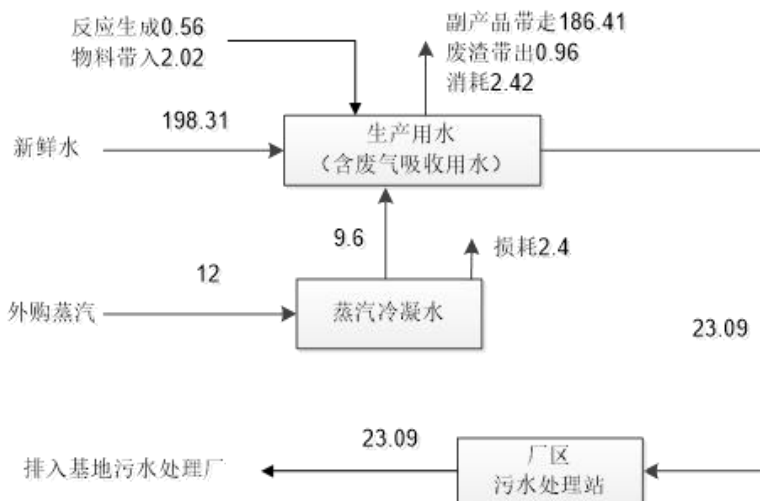 反应生成0.56
物料带入2.02
副产品带走186.41
废渣带出0.96
消耗2.42
198.31
新鲜水
生产用水
（含废气吸收用水）
9.6
损耗2.4
12
外购蒸汽
蒸汽冷凝水
23.09
23.09
排入基地污水处理厂
厂区
污水处理站